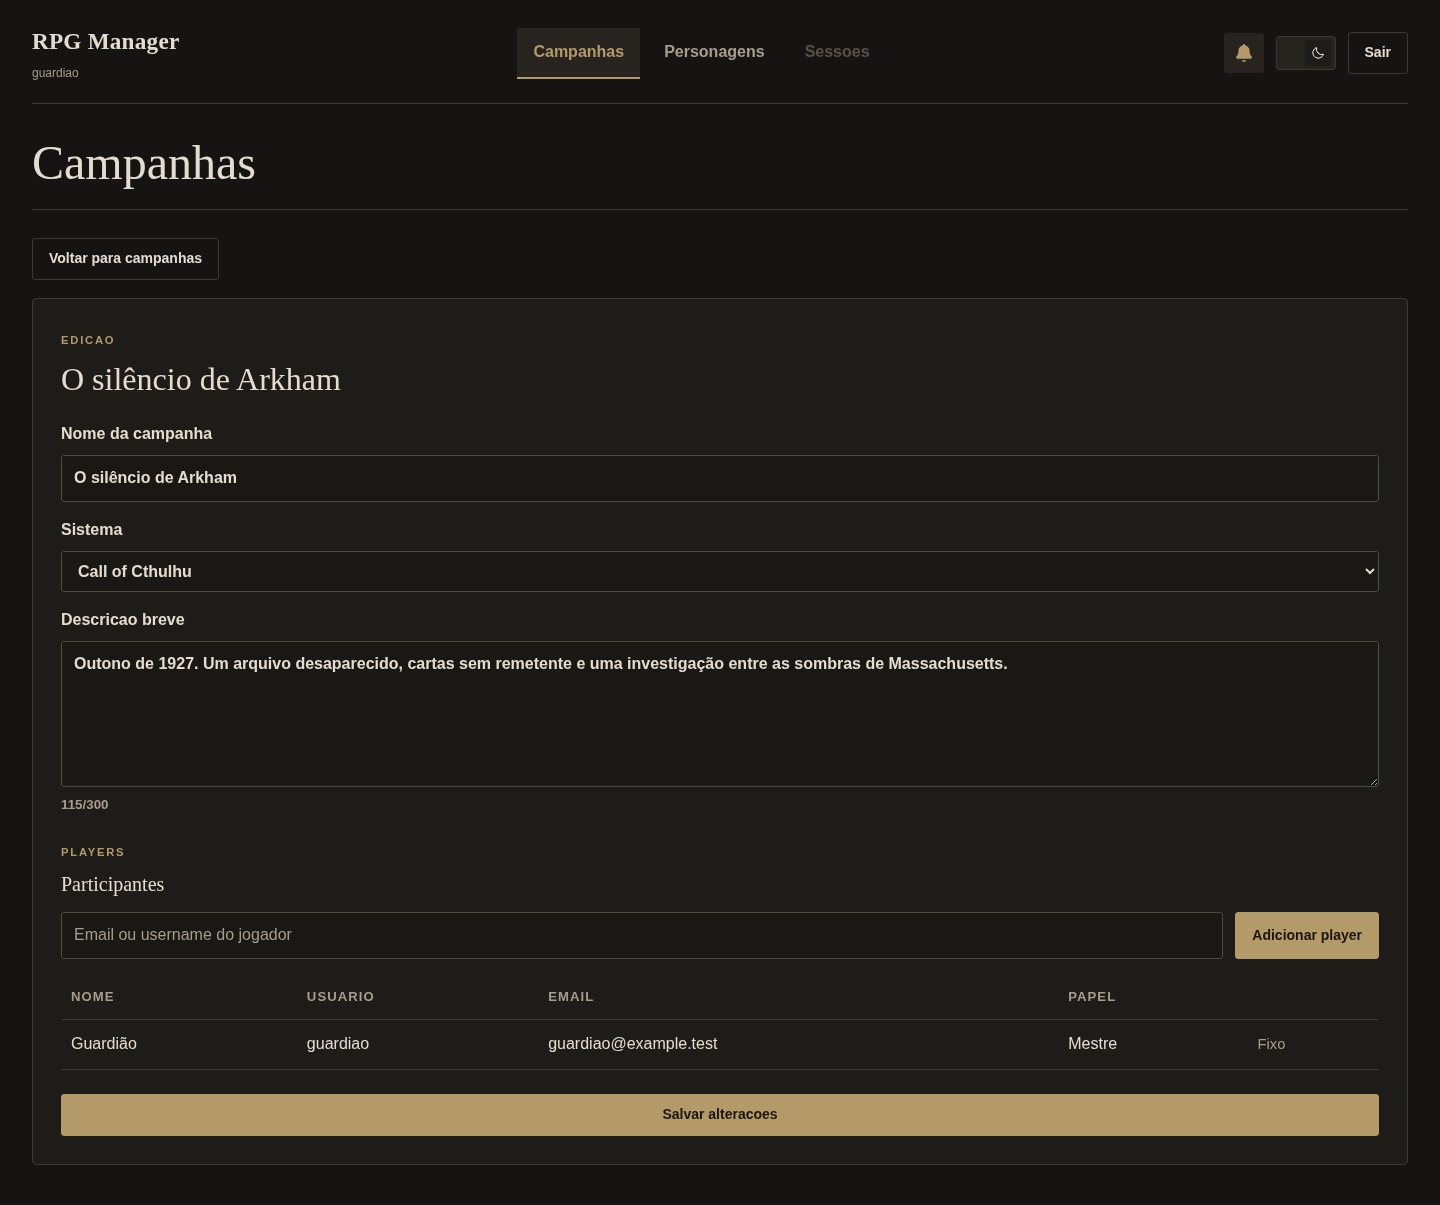 RPG Manager
guardiao
Campanhas
Personagens
Sessoes
Sair
Campanhas
Voltar para campanhas
EDICAO
O silêncio de Arkham
Nome da campanha
O silêncio de Arkham
Sistema
Call of Cthulhu
Descricao breve
Outono de 1927. Um arquivo desaparecido, cartas sem remetente e uma investigação entre as sombras de Massachusetts.
115/300
PLAYERS
Participantes
Email ou username do jogador
Adicionar player
NOME USUARIO EMAIL PAPEL
Guardião guardiao guardiao@example.test Mestre Fixo
Salvar alteracoes